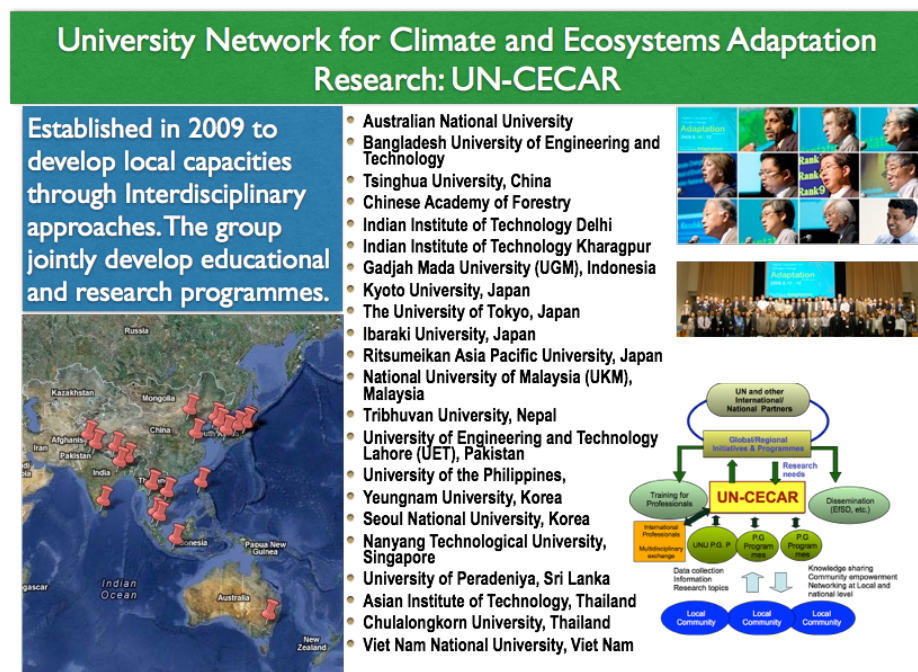 University Network for Climate and Ecosystems Adaptation
Research: UN-CECAR
Established in 2009 to
develop local capacities
through Interdisciplinary
approaches. The group
jointly develop educational
and research programmes.
Australian National University
Bangladesh University of Engineering and
Technology
Tsinghua University, China
Chinese Academy of Forestry
Indian Institute of Technology Delhi
Indian Institute of Technology Kharagpur
Gadjah Mada University (UGM), Indonesia
Kyoto University, Japan
The University of Tokyo, Japan
Ibaraki University, Japan
Ritsumeikan Asia Pacific University, Japan
National University of Malaysia (UKM),
Malaysia
Tribhuvan University, Nepal
University of Engineering and Technology
Lahore (UET), Pakistan
University of the Philippines,
Yeungnam University, Korea
Seoul National University, Korea
Nanyang Technological University,
Singapore
University of Peradeniya, Sri Lanka
Asian Institute of Technology, Thailand
Chulalongkorn University, Thailand
Viet Nam National University, Viet Nam
Russia
Kazakhstan
Mongolia
China
Iran
Pakistan
India
Papua New
Guinea
Indian
Ocean
Australia
New
Zealand
Adaptation
UN and other
International/
National Partners
Global/Regional
Initiatives & Programmes
Research
needs
Training for
Professionals
UN-CECAR
Dissemination
(EfSD, etc.)
International
Professionals
Multidisciplinary
exchange
UNU P.G. P
P.G
Program
mes
P.G
Program
mes
Data collection
Information
Research topics
Knowledge sharing
Community empowerment
Networking at Local and
national level
Local
Community
Local
Community
Local
Community